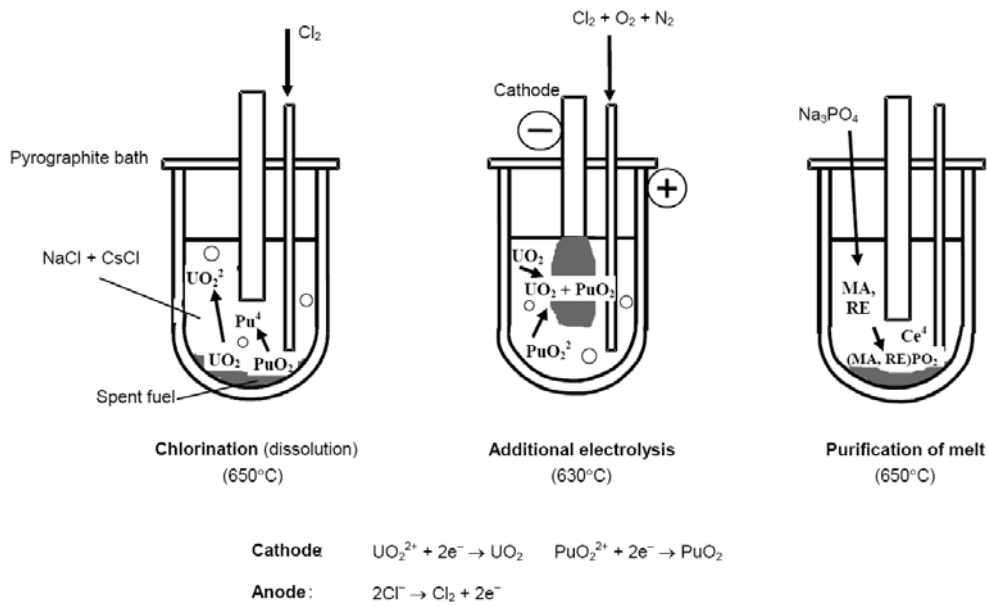 Cl₂
Pyrographite bath
NaCl + CsCl
UO₂²
Pu⁴
UO₂
PuO₂
Spent fuel
Chlorination (dissolution)
(650°C)
Cl₂ + O₂ + N₂
Cathode
−
+
UO₂
UO₂ + PuO₂
PuO₂²
Additional electrolysis
(630°C)
Na₃PO₄
MA,
RE
Ce⁴
(MA, RE)PO₂
Purification of melt
(650°C)
Cathode: UO₂²⁺ + 2e⁻ → UO₂ PuO₂²⁺ + 2e⁻ → PuO₂
Anode: 2Cl⁻ → Cl₂ + 2e⁻